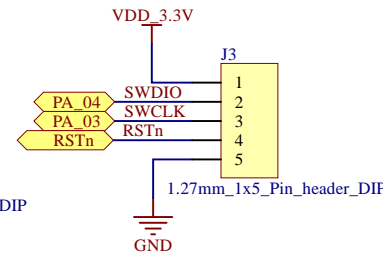 VDD_3.3V
J3
1
PA_04 SWDIO 2
PA_03 SWCLK 3
RSTn RSTn 4
5
1.27mm_1x5_Pin_header_DIP
DIP
GND